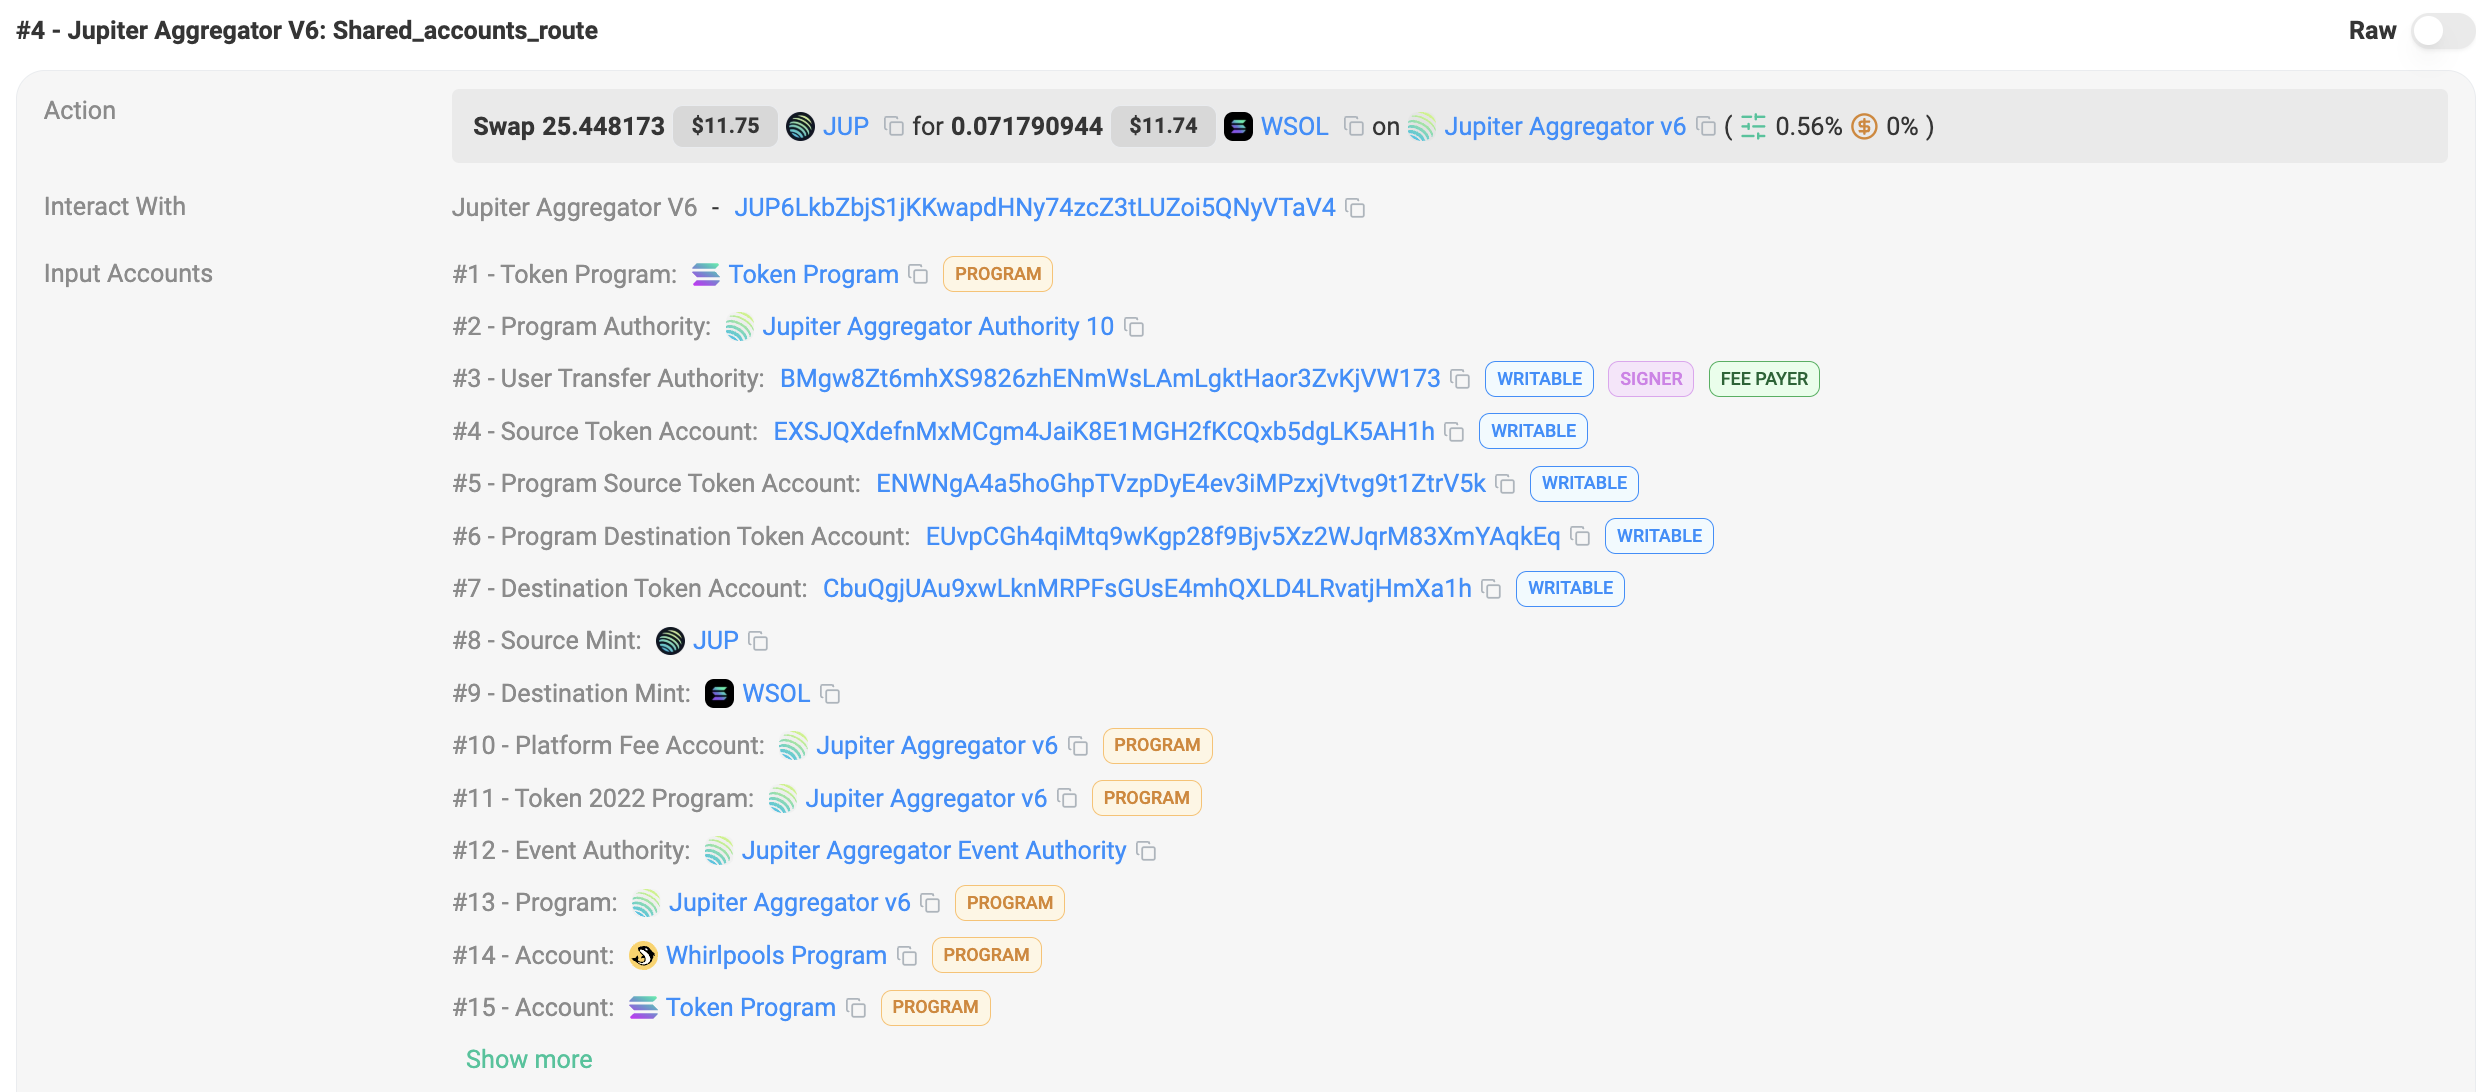 #4 - Jupiter Aggregator V6: Shared_accounts_route Raw
Action Swap 25.448173 $11.75 JUP for 0.071790944 $11.74 WSOL on Jupiter Aggregator v6 ( 0.56% 0% )
Interact With Jupiter Aggregator V6 - JUP6LkbZbjS1jKKwapdHNy74zcZ3tLUZoi5QNyVTaV4
Input Accounts #1 - Token Program: Token Program PROGRAM
#2 - Program Authority: Jupiter Aggregator Authority 10
#3 - User Transfer Authority: BMgw8Zt6mhXS9826zhENmWsLAmLgktHaor3ZvKjVW173 WRITABLE SIGNER FEE PAYER
#4 - Source Token Account: EXSJQXdefnMxMCgm4JaiK8E1MGH2fKCQxb5dgLK5AH1h WRITABLE
#5 - Program Source Token Account: ENWNgA4a5hoGhpTVzpDyE4ev3iMPzxjVtvg9t1ZtrV5k WRITABLE
#6 - Program Destination Token Account: EUvpCGh4qiMtq9wKgp28f9Bjv5Xz2WJqrM83XmYAqkEq WRITABLE
#7 - Destination Token Account: CbuQgjUAu9xwLknMRPFsGUsE4mhQXLD4LRvatjHmXa1h WRITABLE
#8 - Source Mint: JUP
#9 - Destination Mint: WSOL
#10 - Platform Fee Account: Jupiter Aggregator v6 PROGRAM
#11 - Token 2022 Program: Jupiter Aggregator v6 PROGRAM
#12 - Event Authority: Jupiter Aggregator Event Authority
#13 - Program: Jupiter Aggregator v6 PROGRAM
#14 - Account: Whirlpools Program PROGRAM
#15 - Account: Token Program PROGRAM
Show more